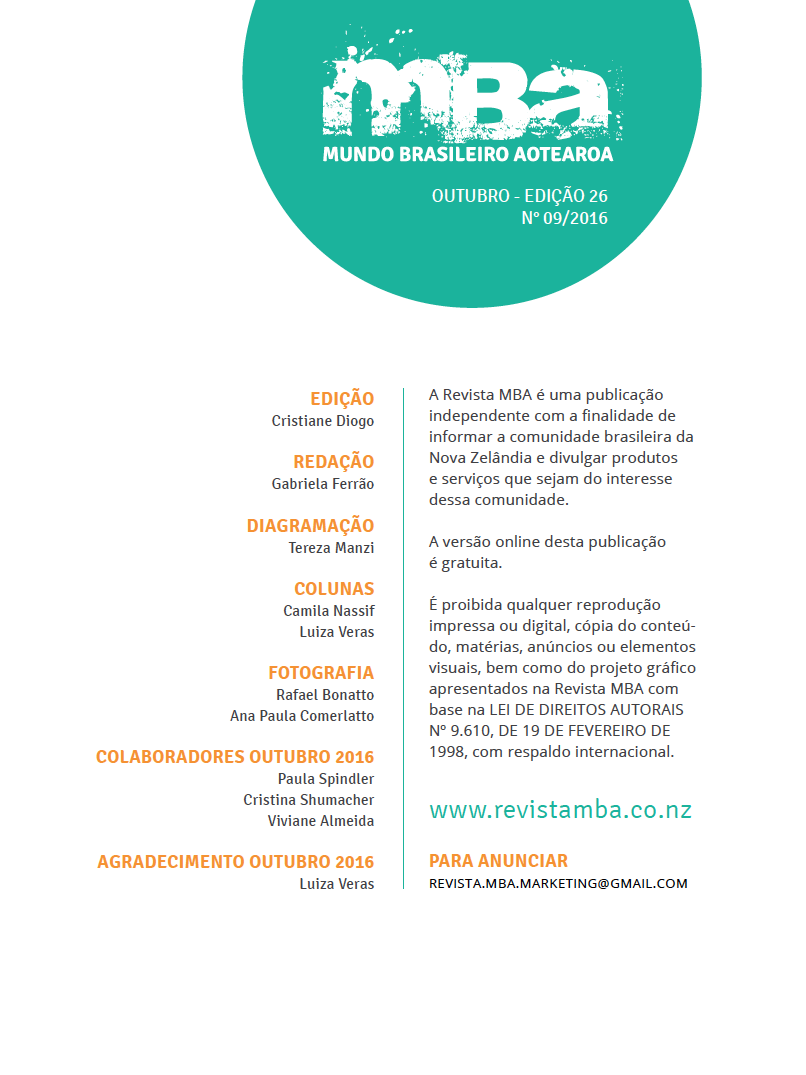 mBa
MUNDO BRASILEIRO AOTEAROA
OUTUBRO - EDIÇÃO 26
Nº 09/2016
EDIÇÃO
Cristiane Diogo
REDAÇÃO
Gabriela Ferrão
DIAGRAMAÇÃO
Tereza Manzi
COLUNAS
Camila Nassif
Luiza Veras
FOTOGRAFIA
Rafael Bonatto
Ana Paula Comerlatto
COLABORADORES OUTUBRO 2016
Paula Spindler
Cristina Shumacher
Viviane Almeida
AGRADECIMENTO OUTUBRO 2016
Luiza Veras
A Revista MBA é uma publicação
independente com a finalidade de
informar a comunidade brasileira da
Nova Zelândia e divulgar produtos
e serviços que sejam do interesse
dessa comunidade.
A versão online desta publicação
é gratuita.
É proibida qualquer reprodução
impressa ou digital, cópia do conteú-
do, matérias, anúncios ou elementos
visuais, bem como do projeto gráfico
apresentados na Revista MBA com
base na LEI DE DIREITOS AUTORAIS
Nº 9.610, DE 19 DE FEVEREIRO DE
1998, com respaldo internacional.
www.revistamba.co.nz
PARA ANUNCIAR
REVISTA.MBA.MARKETING@GMAIL.COM